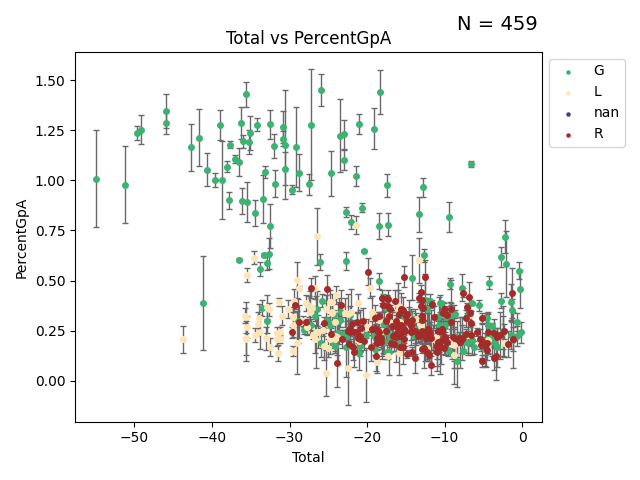 N = 459
Total vs PercentGpA
G
L
nan
R
1.50
1.25
1.00
0.75
0.50
0.25
0.00
PercentGpA
−50
−40
−30
−20
−10
0
Total